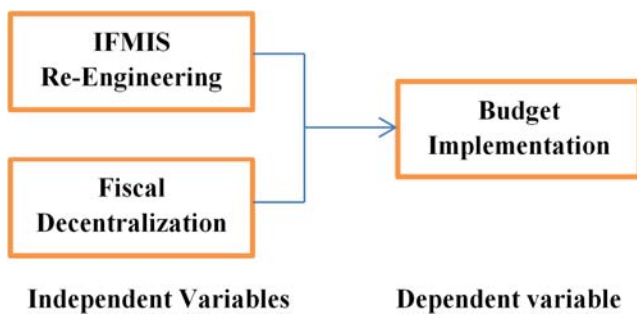 IFMIS
Re-Engineering
Budget
Implementation
Fiscal
Decentralization
Independent Variables
Dependent variable